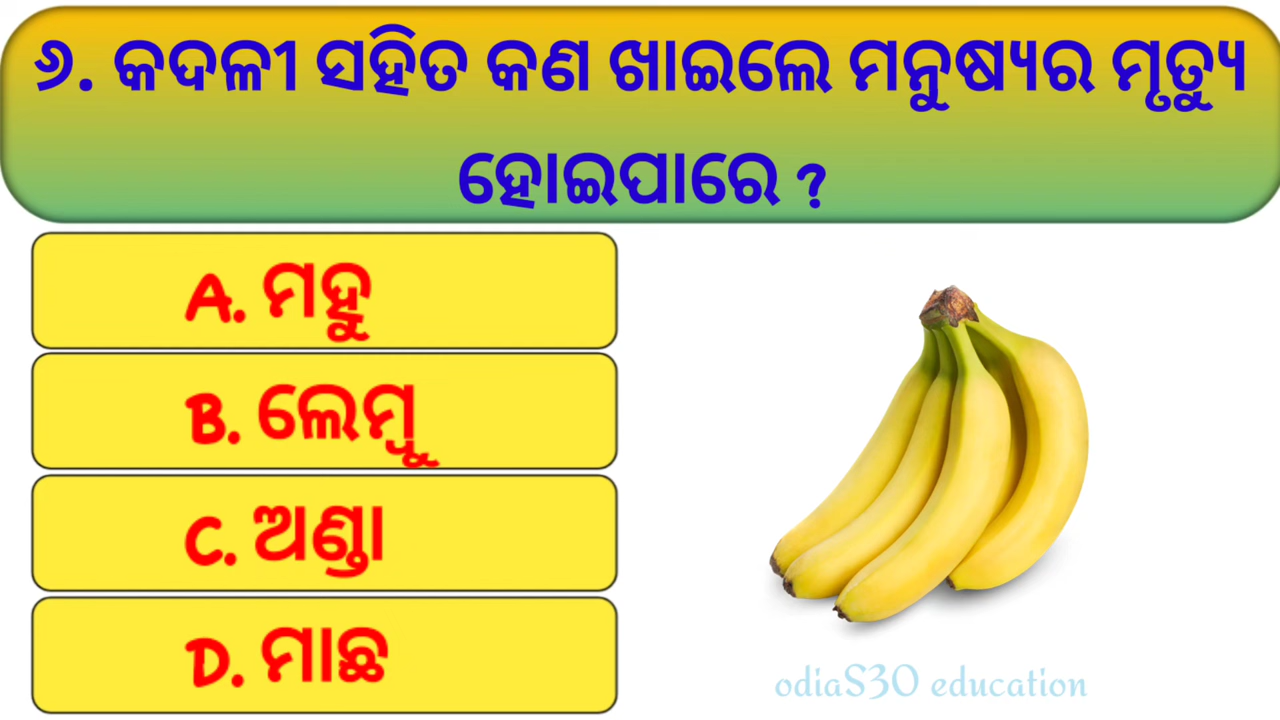 ୬. କଦଳୀ ସହିତ କଣ ଖାଇଲେ ମନୁଷ୍ୟର ମୃତ୍ୟୁ
ହୋଇପାରେ ?
A. ମହୁ
B. ଲେମ୍ବୁ
C. ଅଣ୍ଡା
D. ମାଛ
odiaS30 education